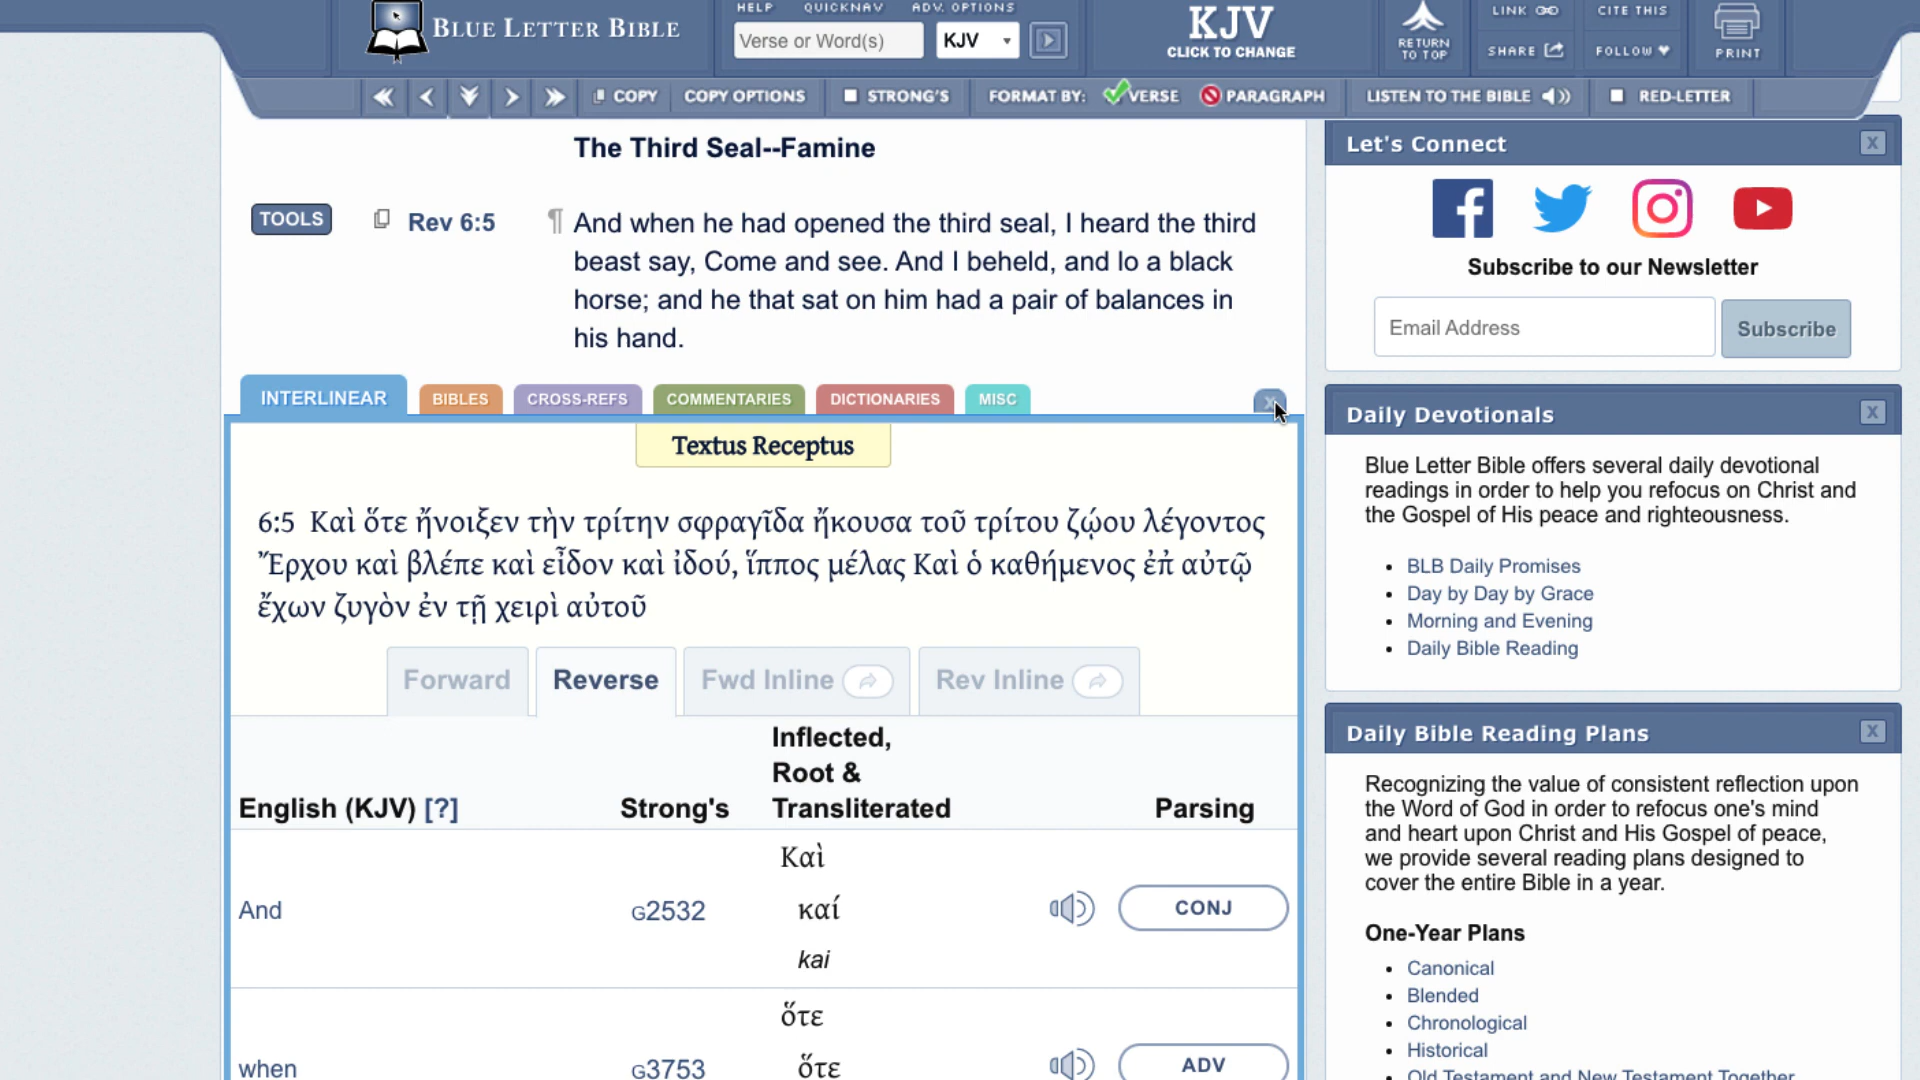 BLUE LETTER BIBLE
HELP QUICKNAV ADV. OPTIONS
Verse or Word(s)
KJV
KJV
CLICK TO CHANGE
RETURN
TO TOP
LINK
CITE THIS
SHARE
FOLLOW
PRINT
COPY
COPY OPTIONS
STRONG'S
FORMAT BY:
VERSE
PARAGRAPH
LISTEN TO THE BIBLE
RED-LETTER
The Third Seal--Famine
TOOLS
Rev 6:5
¶ And when he had opened the third seal, I heard the third
beast say, Come and see. And I beheld, and lo a black
horse; and he that sat on him had a pair of balances in
his hand.
INTERLINEAR
BIBLES
CROSS-REFS
COMMENTARIES
DICTIONARIES
MISC
X
Textus Receptus
6:5 Καὶ ὅτε ἤνοιξεν τὴν τρίτην σφραγῖδα ἤκουσα τοῦ τρίτου ζῴου λέγοντος
Ἔρχου καὶ βλέπε καὶ εἶδον καὶ ἰδού, ἵππος μέλας Καὶ ὁ καθήμενος ἐπ̓ αὐτῷ
ἔχων ζυγὸν ἐν τῇ χειρὶ αὐτοῦ
Forward
Reverse
Fwd Inline
Rev Inline
English (KJV) [?]
Strong's
Inflected,
Root &
Transliterated
Parsing
And
G2532
Καὶ
καί
kai
CONJ
when
G3753
ὅτε
ὅτε
ADV
Let's Connect
X
Subscribe to our Newsletter
Email Address
Subscribe
Daily Devotionals
X
Blue Letter Bible offers several daily devotional
readings in order to help you refocus on Christ and
the Gospel of His peace and righteousness.
• BLB Daily Promises
• Day by Day by Grace
• Morning and Evening
• Daily Bible Reading
Daily Bible Reading Plans
X
Recognizing the value of consistent reflection upon
the Word of God in order to refocus one's mind
and heart upon Christ and His Gospel of peace,
we provide several reading plans designed to
cover the entire Bible in a year.
One-Year Plans
• Canonical
• Blended
• Chronological
• Historical
• Old Testament and New Testament Together